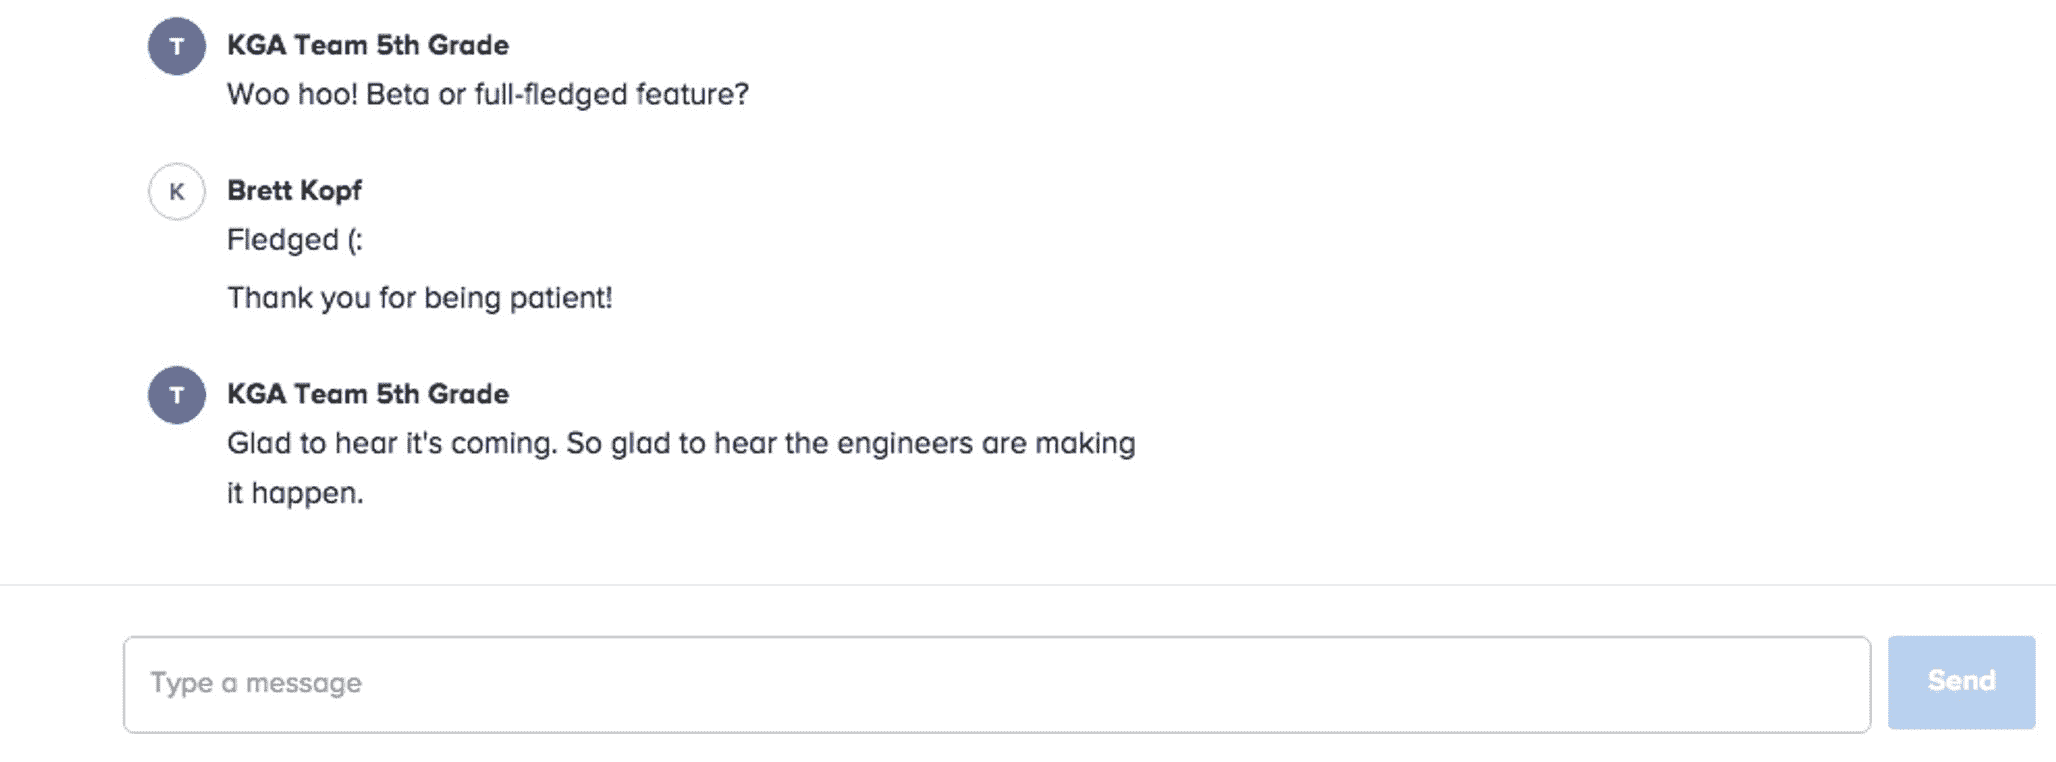 T
KGA Team 5th Grade
Woo hoo! Beta or full-fledged feature?
K
Brett Kopf
Fledged (:
Thank you for being patient!
T
KGA Team 5th Grade
Glad to hear it's coming. So glad to hear the engineers are making
it happen.
Type a message
Send